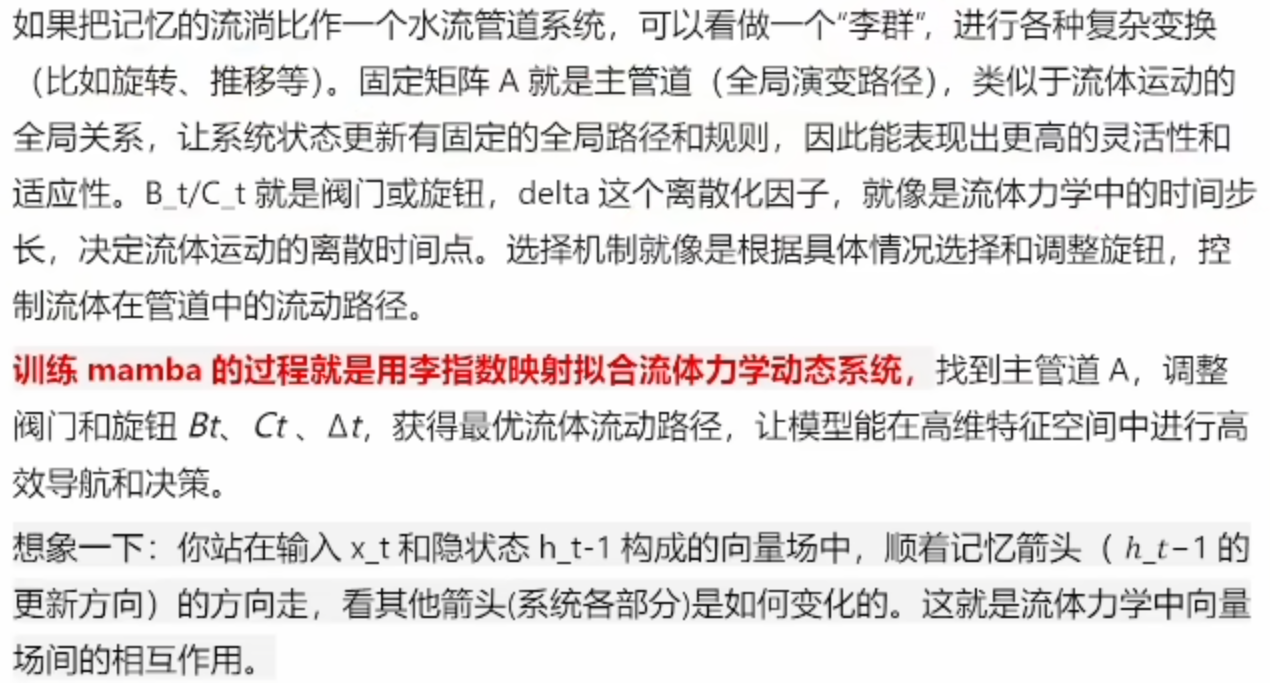 如果把记忆的流淌比作一个水流管道系统，可以看做一个“李群”，进行各种复杂变换
（比如旋转、推移等）。固定矩阵 A 就是主管道（全局演变路径），类似于流体运动的
全局关系，让系统状态更新有固定的全局路径和规则，因此能表现出更高的灵活性和
适应性。B_t/C_t 就是阀门或旋钮，delta 这个离散化因子，就像是流体力学中的时间步
长，决定流体运动的离散时间点。选择机制就像是根据具体情况选择和调整旋钮，控
制流体在管道中的流动路径。
训练 mamba 的过程就是用李指数映射拟合流体力学动态系统，找到主管道 A，调整
阀门和旋钮 Bt、Ct 、Δt，获得最优流体流动路径，让模型能在高维特征空间中进行高
效导航和决策。
想象一下：你站在输入 x_t 和隐状态 h_t-1 构成的向量场中，顺着记忆箭头（ h_t−1 的
更新方向）的方向走，看其他箭头(系统各部分)是如何变化的。这就是流体力学中向量
场间的相互作用。